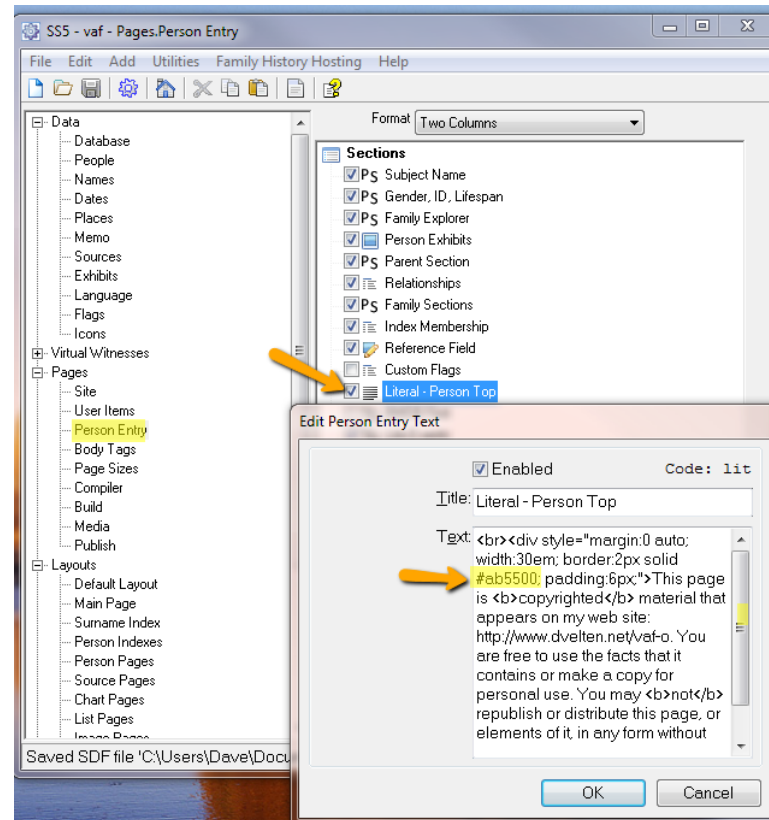 SS5 - vaf - Pages.Person Entry
File Edit Add Utilities Family History Hosting Help
Format Two Columns
Data
Database
People
Names
Dates
Places
Memo
Sources
Exhibits
Language
Flags
Icons
Virtual Witnesses
Pages
Site
User Items
Person Entry
Body Tags
Page Sizes
Compiler
Build
Media
Publish
Layouts
Default Layout
Main Page
Surname Index
Person Indexes
Person Pages
Source Pages
Chart Pages
List Pages
Image Pages
Saved SDF file 'C:\Users\Dave\Docu
Sections
PS Subject Name
PS Gender, ID, Lifespan
PS Family Explorer
Person Exhibits
PS Parent Section
Relationships
PS Family Sections
Index Membership
Reference Field
Custom Flags
Literal - Person Top
Edit Person Entry Text
Enabled Code: lit
Title: Literal - Person Top
Text: <br><div style="margin:0 auto;
width:30em; border:2px solid
#ab5500; padding:6px;">This page
is <b>copyrighted</b> material that
appears on my web site:
http://www.dvelten.net/vaf-o. You
are free to use the facts that it
contains or make a copy for
personal use. You may <b>not</b>
republish or distribute this page, or
elements of it, in any form without
OK Cancel